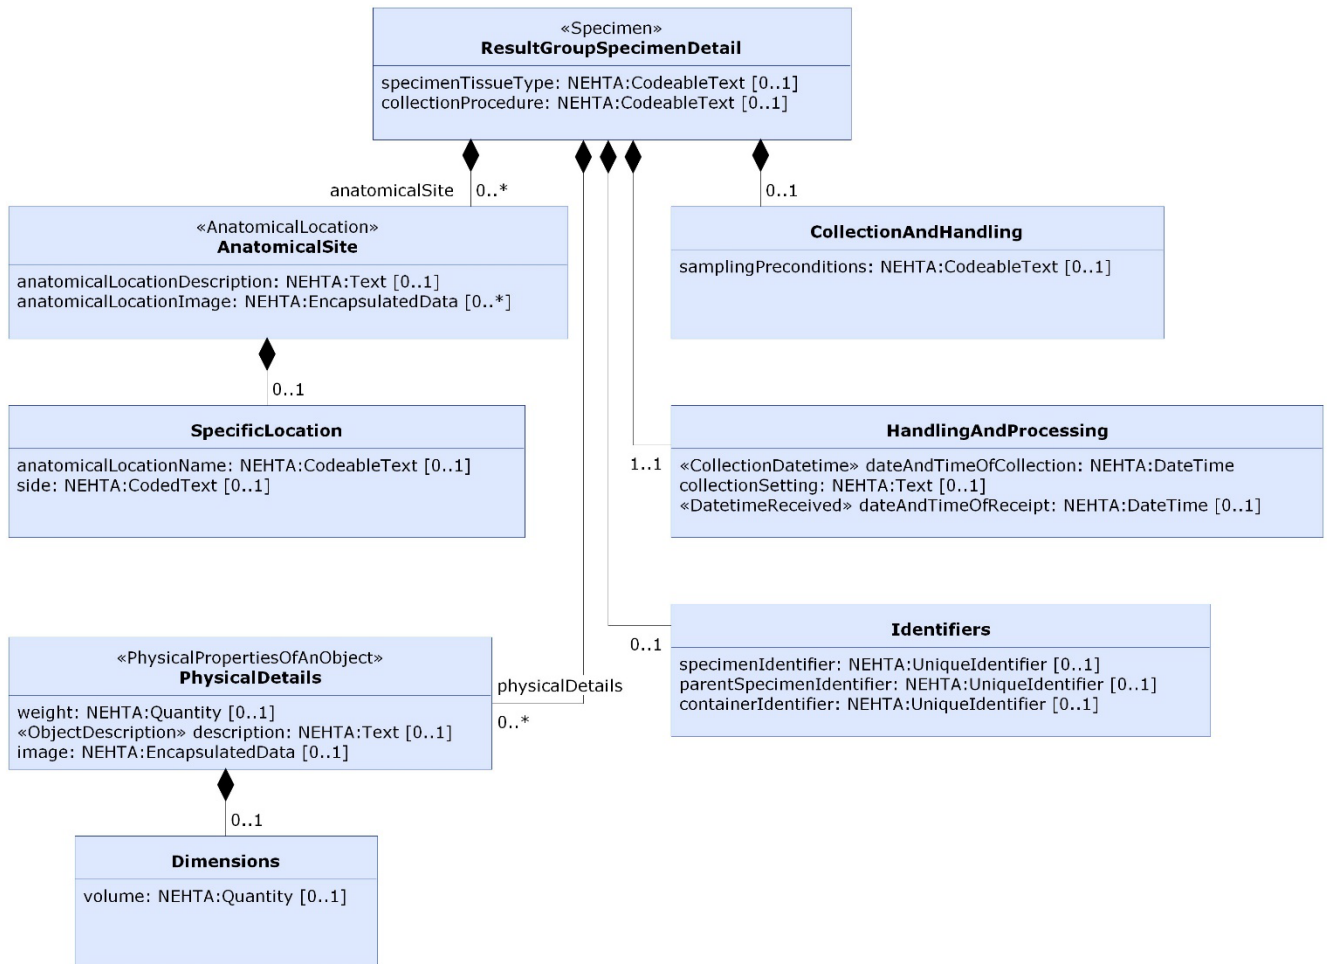 «Specimen»
ResultGroupSpecimenDetail
specimenTissueType: NEHTA:CodeableText [0..1]
collectionProcedure: NEHTA:CodeableText [0..1]
anatomicalSite 0..*
0..1
«AnatomicalLocation»
AnatomicalSite
anatomicalLocationDescription: NEHTA:Text [0..1]
anatomicalLocationImage: NEHTA:EncapsulatedData [0..*]
CollectionAndHandling
samplingPreconditions: NEHTA:CodeableText [0..1]
0..1
SpecificLocation
anatomicalLocationName: NEHTA:CodeableText [0..1]
side: NEHTA:CodedText [0..1]
1..1
HandlingAndProcessing
«CollectionDatetime» dateAndTimeOfCollection: NEHTA:DateTime
collectionSetting: NEHTA:Text [0..1]
«DatetimeReceived» dateAndTimeOfReceipt: NEHTA:DateTime [0..1]
0..1
Identifiers
specimenIdentifier: NEHTA:UniqueIdentifier [0..1]
parentSpecimenIdentifier: NEHTA:UniqueIdentifier [0..1]
containerIdentifier: NEHTA:UniqueIdentifier [0..1]
«PhysicalPropertiesOfAnObject»
PhysicalDetails
weight: NEHTA:Quantity [0..1]
«ObjectDescription» description: NEHTA:Text [0..1]
image: NEHTA:EncapsulatedData [0..1]
physicalDetails
0..*
0..1
Dimensions
volume: NEHTA:Quantity [0..1]